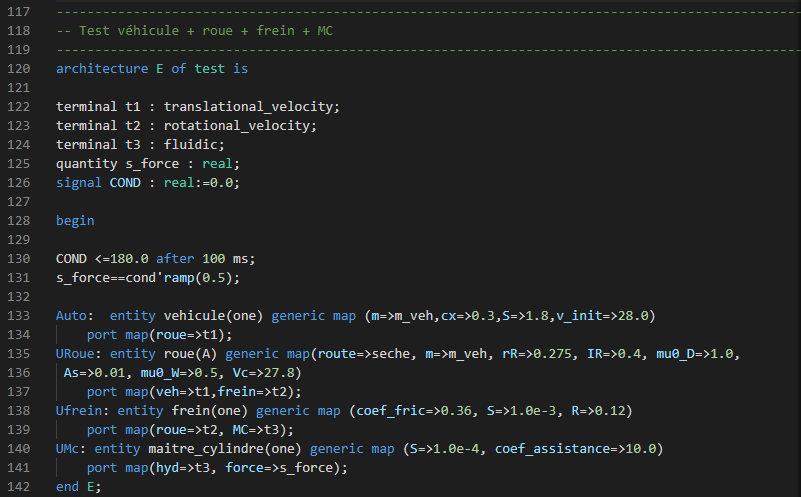 117 --------------------------------------------------------------------------------------------
118 -- Test véhicule + roue + frein + MC
119 --------------------------------------------------------------------------------------------
120 architecture E of test is
121
122 terminal t1 : translational_velocity;
123 terminal t2 : rotational_velocity;
124 terminal t3 : fluidic;
125 quantity s_force : real;
126 signal COND : real:=0.0;
127
128 begin
129
130 COND <=180.0 after 100 ms;
131 s_force==cond'ramp(0.5);
132
133 Auto:  entity vehicule(one) generic map (m=>m_veh,cx=>0.3,S=>1.8,v_init=>28.0)
134     port map(roue=>t1);
135 URoue: entity roue(A) generic map(route=>seche, m=>m_veh, rR=>0.275, IR=>0.4, mu0_D=>1.0,
136  As=>0.01, mu0_W=>0.5, Vc=>27.8)
137     port map(veh=>t1,frein=>t2);
138 Ufrein: entity frein(one) generic map (coef_fric=>0.36, S=>1.0e-3, R=>0.12)
139     port map(roue=>t2, MC=>t3);
140 UMc: entity maitre_cylindre(one) generic map (S=>1.0e-4, coef_assistance=>10.0)
141     port map(hyd=>t3, force=>s_force);
142 end E;